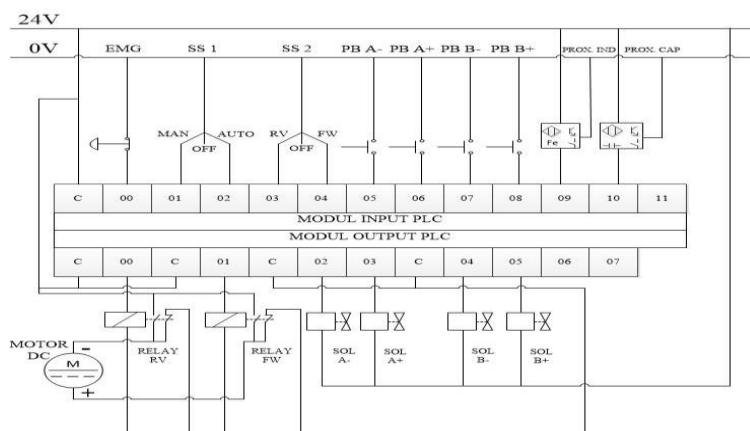 24V
0V EMG SS 1 SS 2 PB A- PB A+ PB B- PB B+ PROX. IND PROX. CAP
MAN AUTO RV FW
OFF OFF
Fe
C 00 01 02 03 04 05 06 07 08 09 10 11
MODUL INPUT PLC
MODUL OUTPUT PLC
C 00 C 01 C 02 03 C 04 05 06 07
MOTOR DC
-
M
+
RELAY RV
RELAY FW
SOL A-
SOL A+
SOL B-
SOL B+